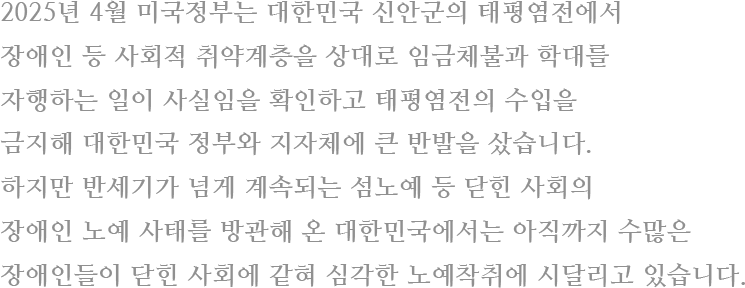 2025년 4월 미국정부는 대한민국 신안군의 태평염전에서
장애인 등 사회적 취약계층을 상대로 임금체불과 학대를
자행하는 일이 사실임을 확인하고 태평염전의 수입을
금지해 대한민국 정부와 지자체에 큰 반발을 샀습니다.
하지만 반세기가 넘게 계속되는 섬노예 등 닫힌 사회의
장애인 노예 사태를 방관해 온 대한민국에서는 아직까지 수많은
장애인들이 닫힌 사회에 갇혀 심각한 노예착취에 시달리고 있습니다.